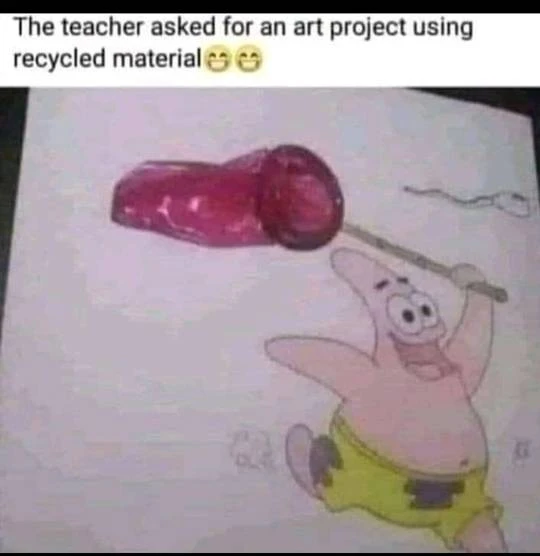 The teacher asked for an art project using
recycled material😁😁